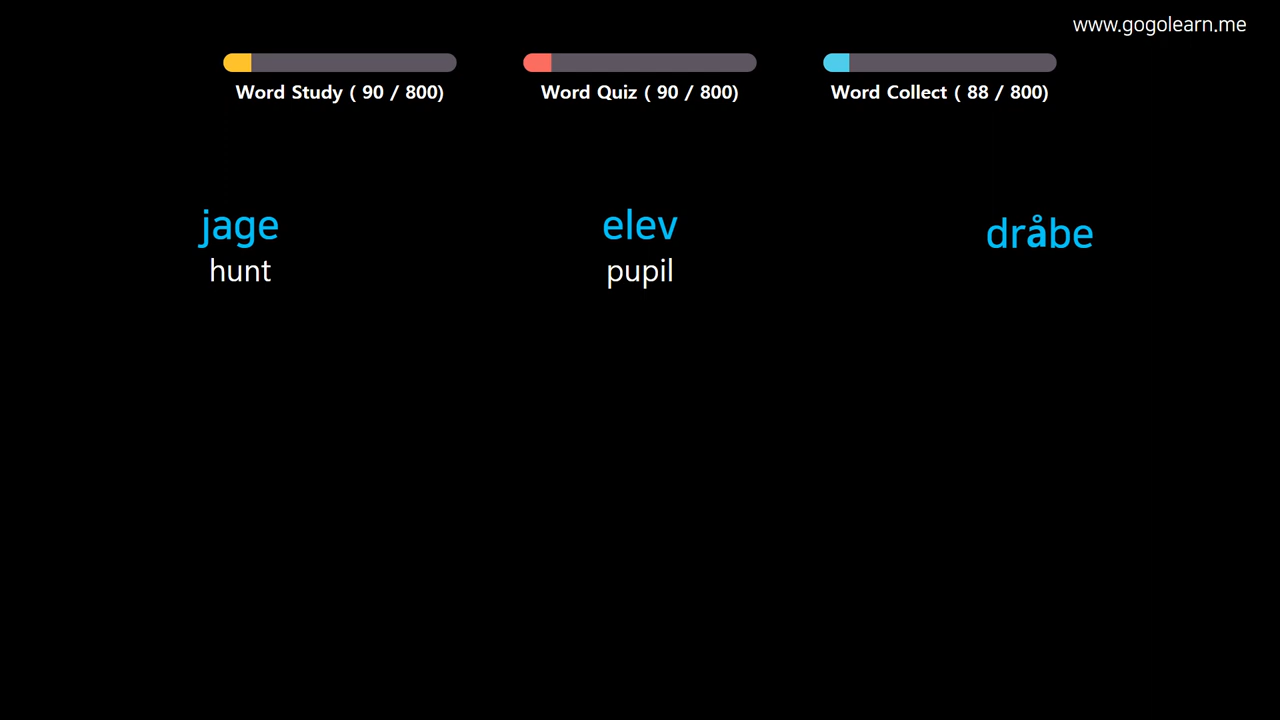 www.gogolearn.me
Word Study ( 90 / 800)
Word Quiz ( 90 / 800)
Word Collect ( 88 / 800)
jage
hunt
elev
pupil
dråbe